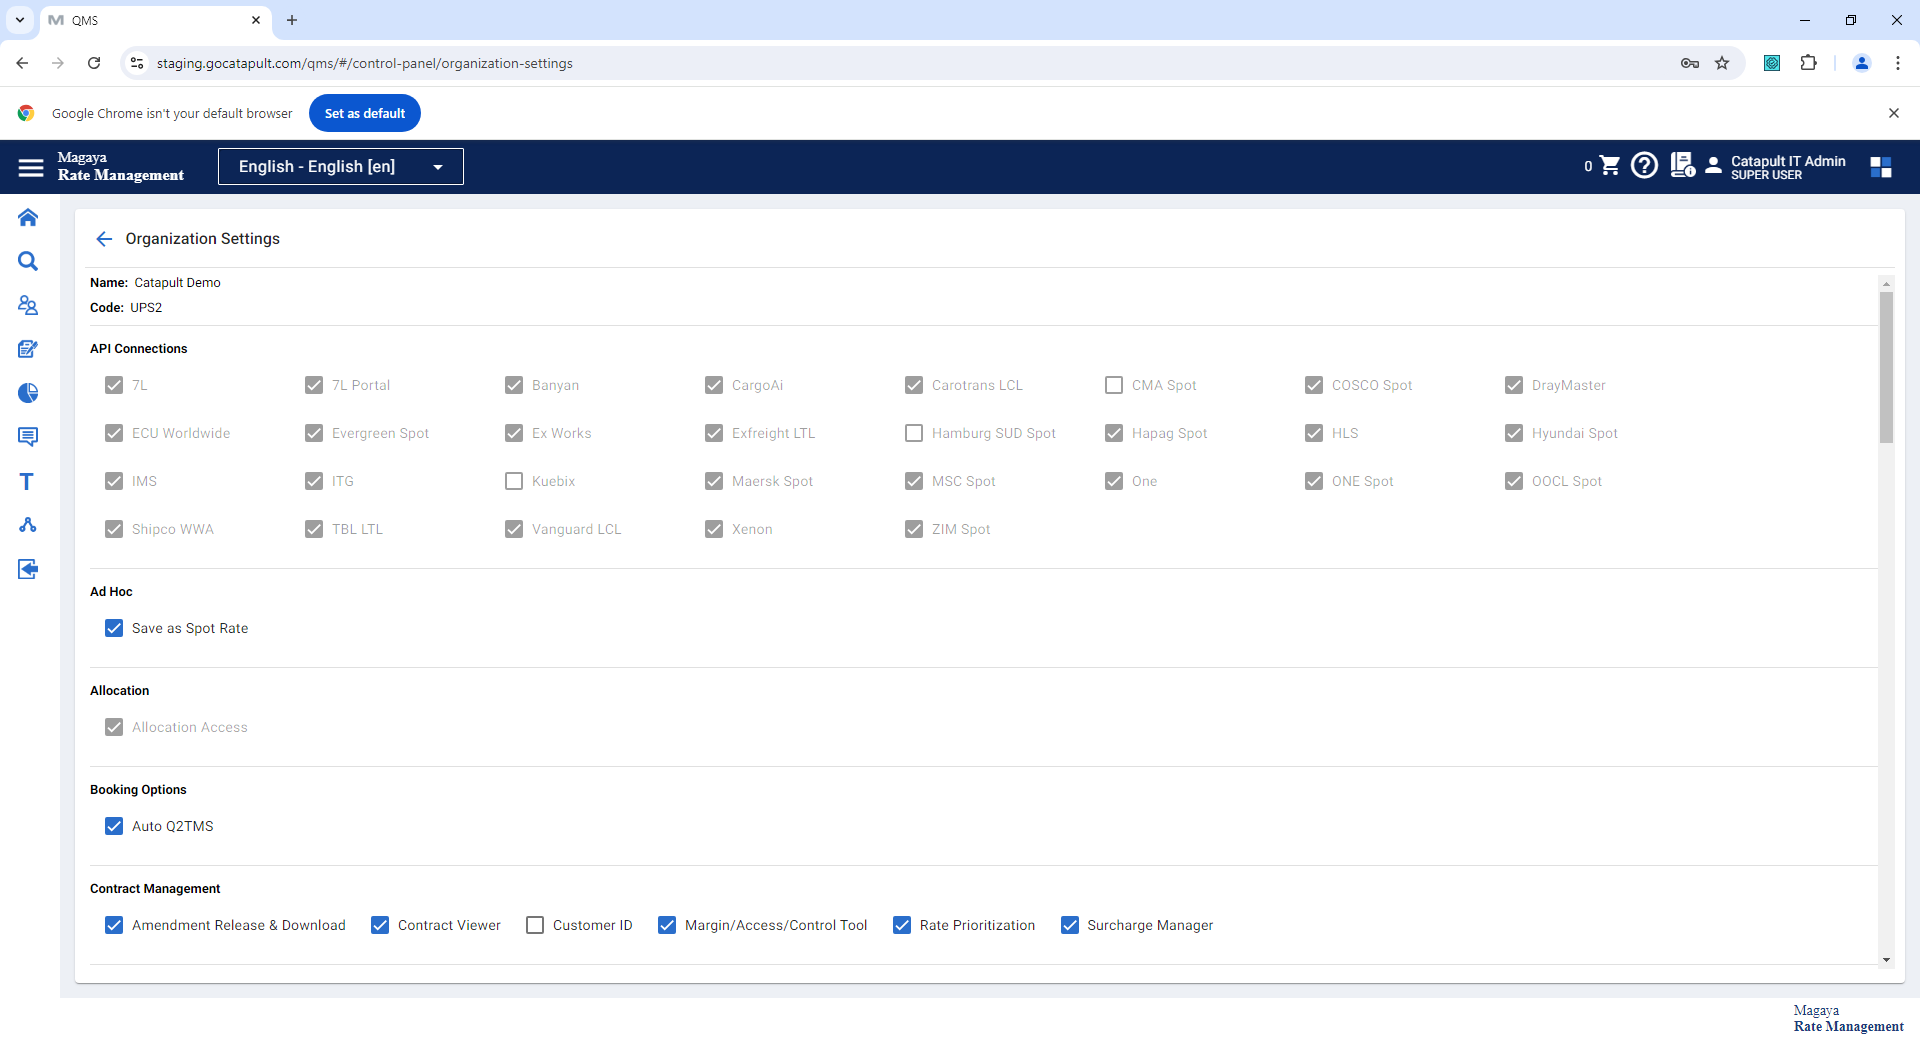 QMS
staging.gocatapult.com/qms/#/control-panel/organization-settings
Google Chrome isn't your default browser
Set as default
Magaya
Rate Management
English - English [en]
0
Catapult IT Admin
SUPER USER
Organization Settings
Name: Catapult Demo
Code: UPS2
API Connections
7L
7L Portal
Banyan
CargoAi
Carotrans LCL
CMA Spot
COSCO Spot
DrayMaster
ECU Worldwide
Evergreen Spot
Ex Works
Exfreight LTL
Hamburg SUD Spot
Hapag Spot
HLS
Hyundai Spot
IMS
ITG
Kuebix
Maersk Spot
MSC Spot
One
ONE Spot
OOCL Spot
Shipco WWA
TBL LTL
Vanguard LCL
Xenon
ZIM Spot
Ad Hoc
Save as Spot Rate
Allocation
Allocation Access
Booking Options
Auto Q2TMS
Contract Management
Amendment Release & Download
Contract Viewer
Customer ID
Margin/Access/Control Tool
Rate Prioritization
Surcharge Manager
T
Magaya
Rate Management